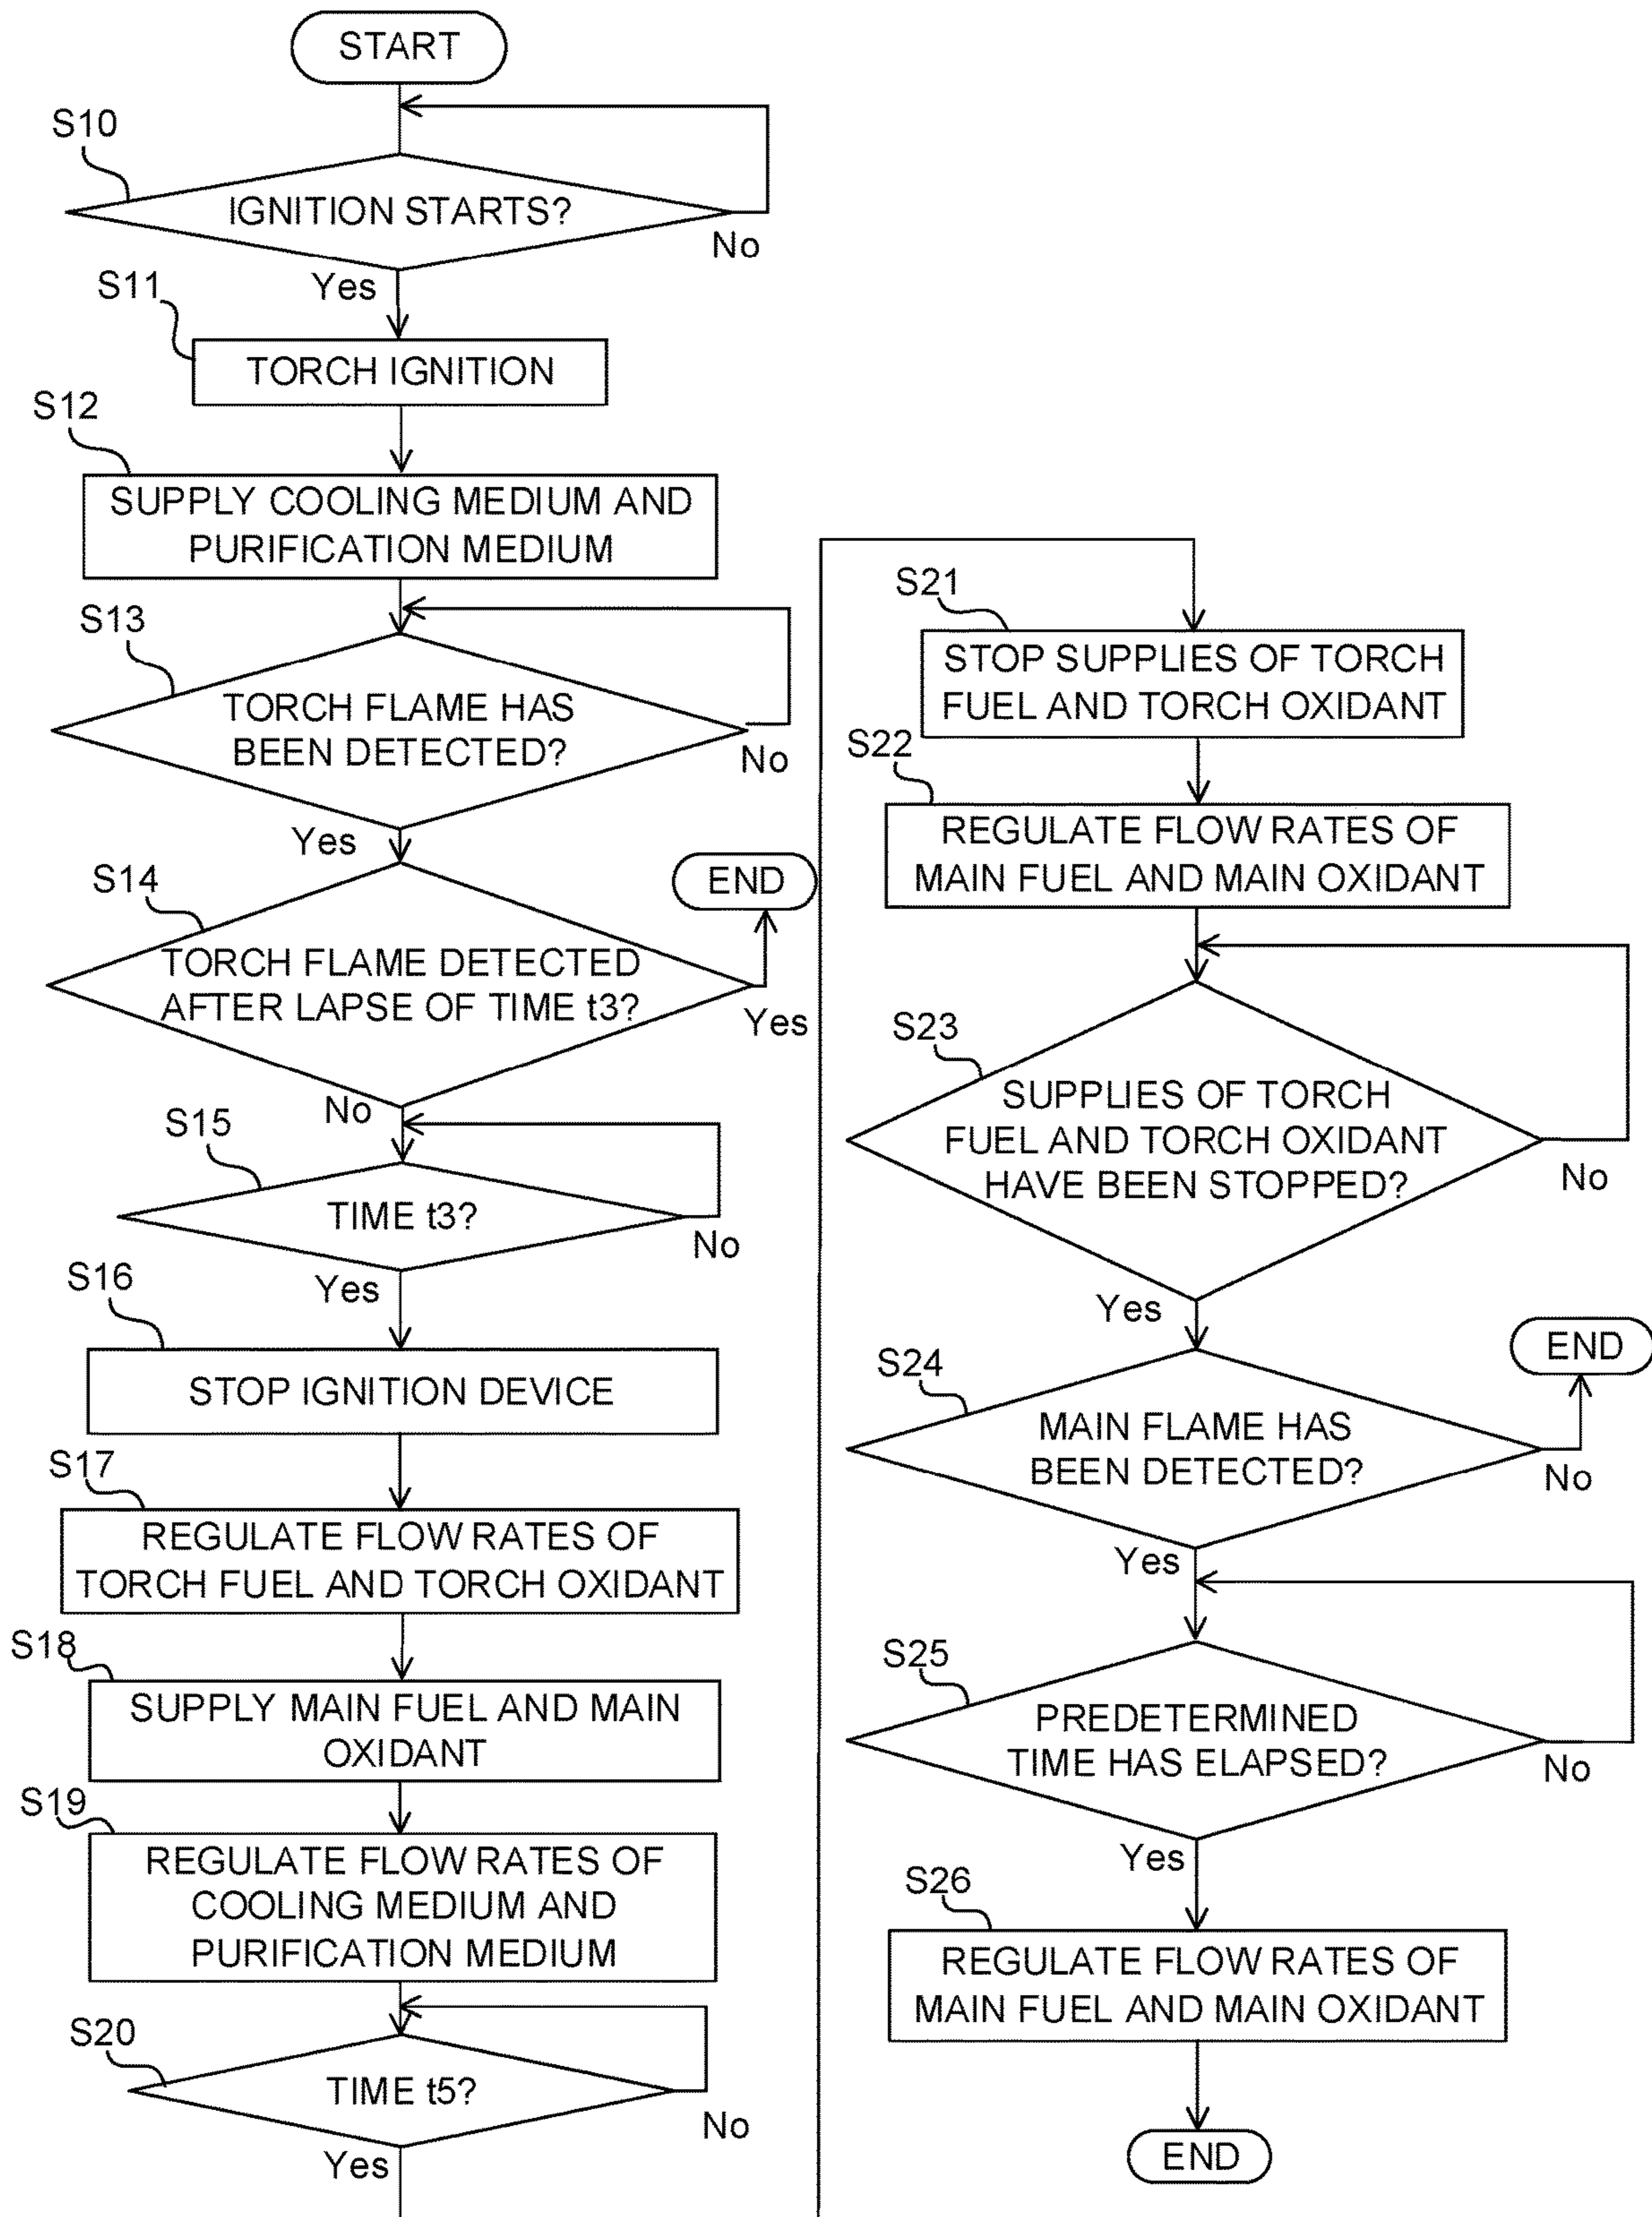 START
S10
IGNITION STARTS?
No
Yes
S11
TORCH IGNITION
S12
SUPPLY COOLING MEDIUM AND
PURIFICATION MEDIUM
S13
TORCH FLAME HAS
BEEN DETECTED?
No
Yes
S14
END
TORCH FLAME DETECTED
AFTER LAPSE OF TIME t3?
Yes
No
S15
TIME t3?
No
Yes
S16
STOP IGNITION DEVICE
S17
REGULATE FLOW RATES OF
TORCH FUEL AND TORCH OXIDANT
S18
SUPPLY MAIN FUEL AND MAIN
OXIDANT
S19
REGULATE FLOW RATES OF
COOLING MEDIUM AND
PURIFICATION MEDIUM
S20
TIME t5?
No
Yes
S21
STOP SUPPLIES OF TORCH
FUEL AND TORCH OXIDANT
S22
REGULATE FLOW RATES OF
MAIN FUEL AND MAIN OXIDANT
S23
SUPPLIES OF TORCH
FUEL AND TORCH OXIDANT
HAVE BEEN STOPPED?
No
Yes
S24
END
MAIN FLAME HAS
BEEN DETECTED?
No
Yes
S25
PREDETERMINED
TIME HAS ELAPSED?
No
Yes
S26
REGULATE FLOW RATES OF
MAIN FUEL AND MAIN OXIDANT
END